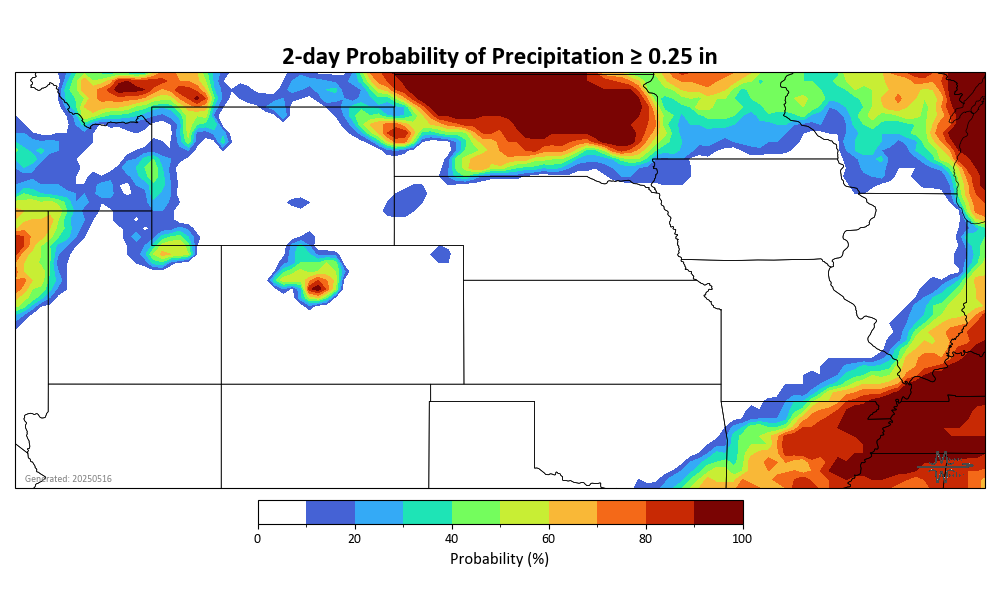 2-day Probability of Precipitation ≥ 0.25 in
Generated: 20250516
0 20 40 60 80 100
Probability (%)